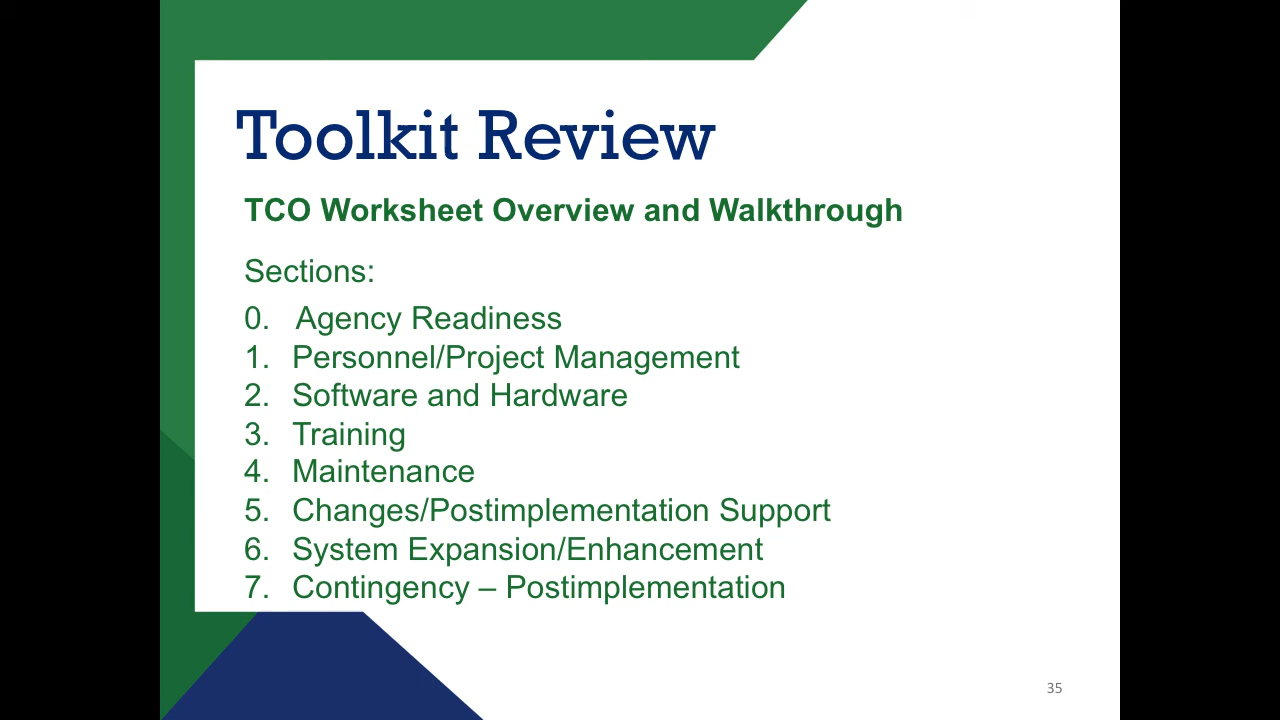 Toolkit Review
TCO Worksheet Overview and Walkthrough
Sections:
0. Agency Readiness
1. Personnel/Project Management
2. Software and Hardware
3. Training
4. Maintenance
5. Changes/Postimplementation Support
6. System Expansion/Enhancement
7. Contingency – Postimplementation
35